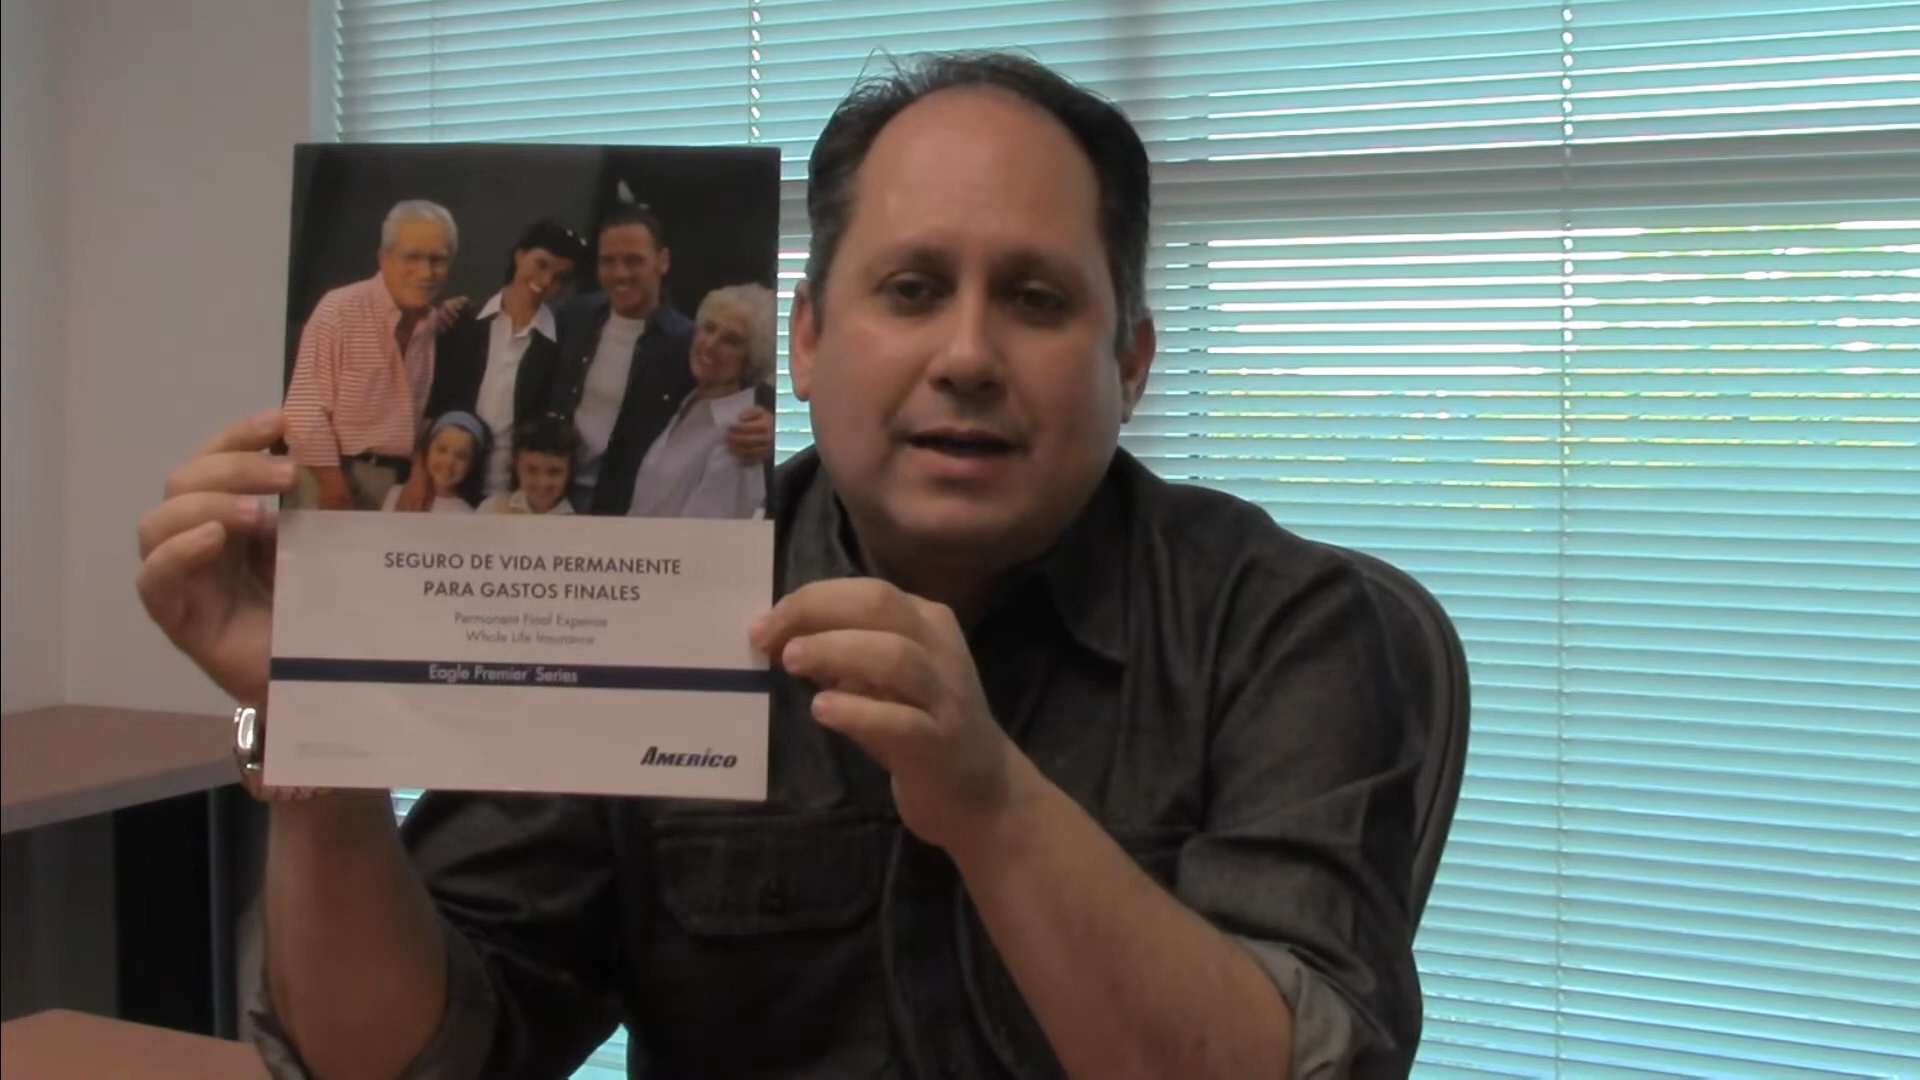 SEGURO DE VIDA PERMANENTE
PARA GASTOS FINALES
Permanent Final Expense
Whole Life Insurance
Eagle Premier Series
AMERICO